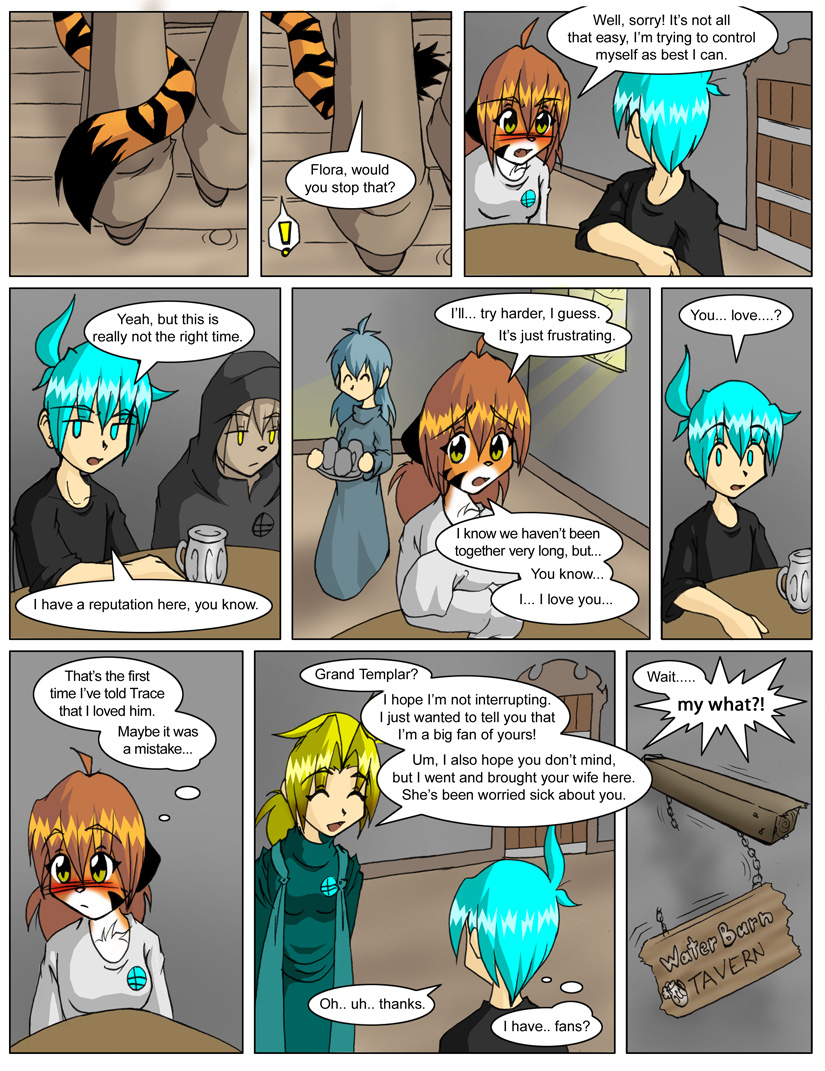 Flora, would
you stop that?
!
Well, sorry! It's not all
that easy, I'm trying to control
myself as best I can.
Yeah, but this is
really not the right time.
I have a reputation here, you know.
I'll... try harder, I guess.
It's just frustrating.
I know we haven't been
together very long, but...
You know...
I... I love you...
You... love....?
That's the first
time I've told Trace
that I loved him.
Maybe it was
a mistake...
Grand Templar?
I hope I'm not interrupting.
I just wanted to tell you that
I'm a big fan of yours!
Um, I also hope you don't mind,
but I went and brought your wife here.
She's been worried sick about you.
Oh.. uh.. thanks.
I have.. fans?
Wait.....
my what?!
Water Burn
TAVERN